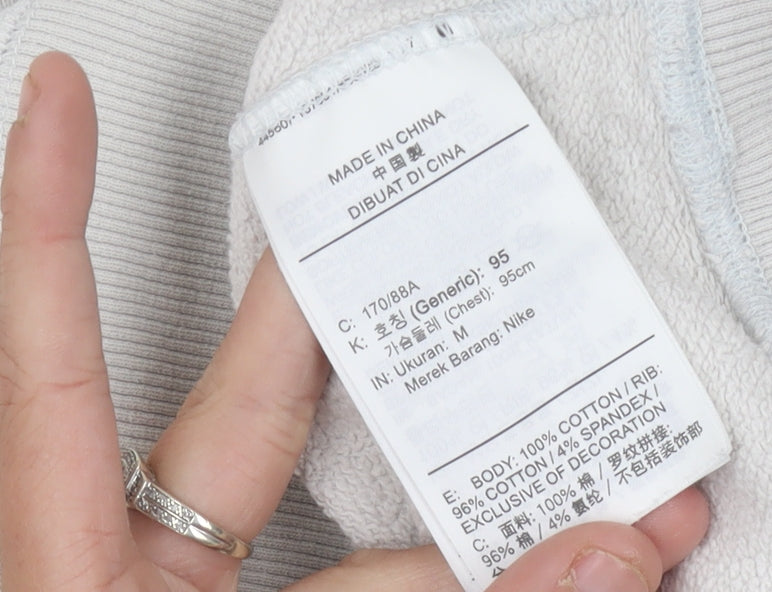 MADE IN CHINA
中国製
DIBUAT DI CINA
C: 170/88A
K: 호칭 (Generic): 95
가슴둘레 (Chest): 95cm
IN: Ukuran: M
Merek Barang: Nike
E: BODY: 100% COTTON / RIB:
96% COTTON / 4% SPANDEX /
EXCLUSIVE OF DECORATION
C: 面料: 100% 棉 / 罗纹拼接:
96% 棉 / 4% 氨纶 / 不包括装饰部